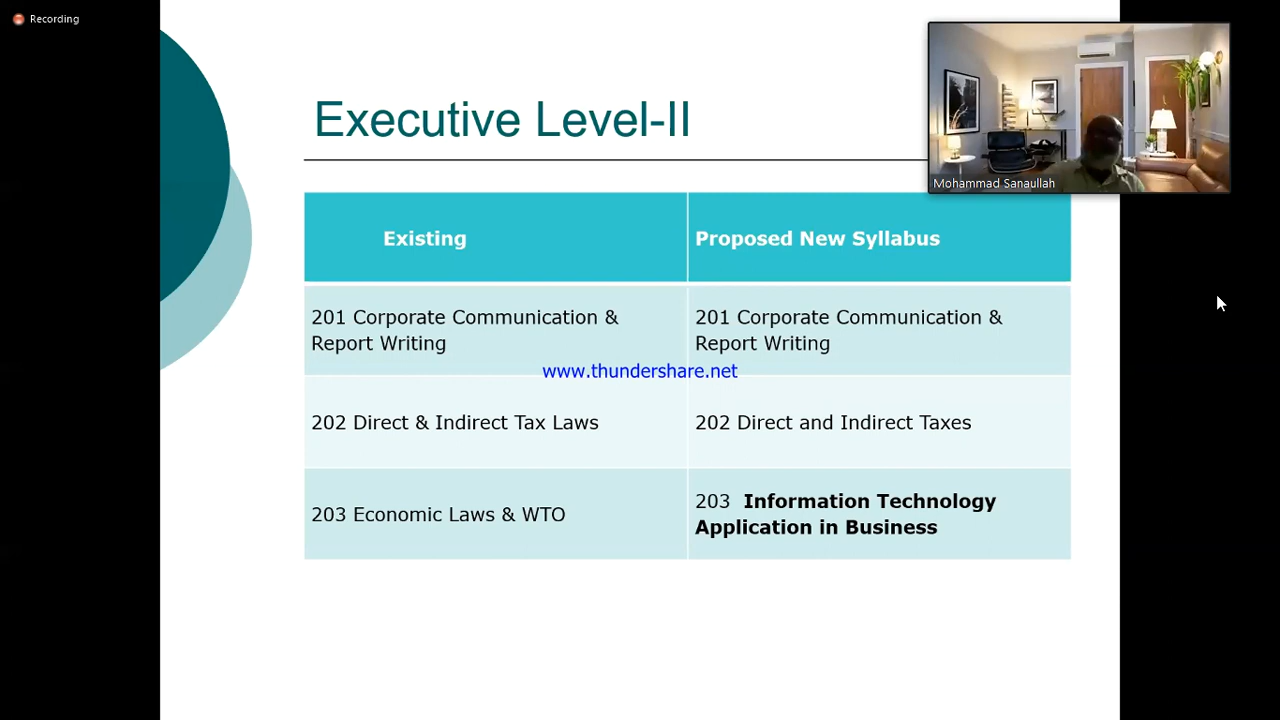 Recording
Executive Level-II
Mohammad Sanaullah
Existing
Proposed New Syllabus
201 Corporate Communication &
Report Writing
201 Corporate Communication &
Report Writing
www.thundershare.net
202 Direct & Indirect Tax Laws
202 Direct and Indirect Taxes
203 Economic Laws & WTO
203 Information Technology
Application in Business